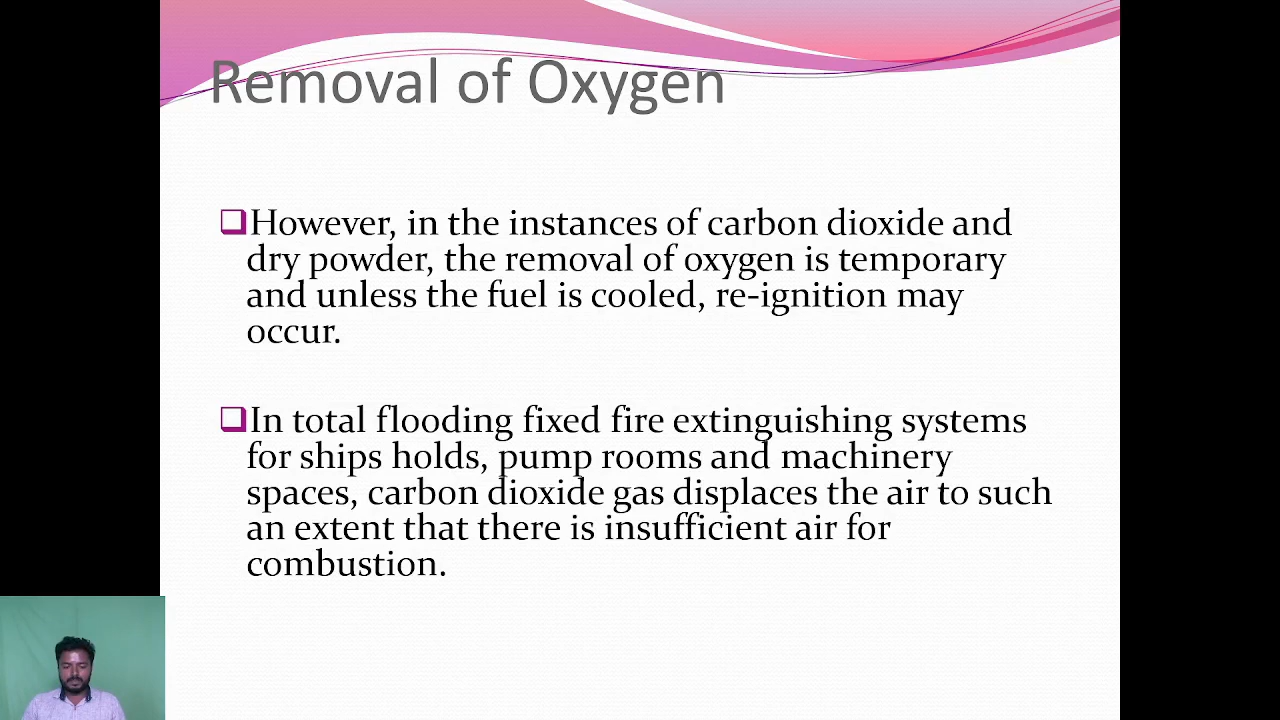 Removal of Oxygen
However, in the instances of carbon dioxide and
dry powder, the removal of oxygen is temporary
and unless the fuel is cooled, re-ignition may
occur.
In total flooding fixed fire extinguishing systems
for ships holds, pump rooms and machinery
spaces, carbon dioxide gas displaces the air to such
an extent that there is insufficient air for
combustion.